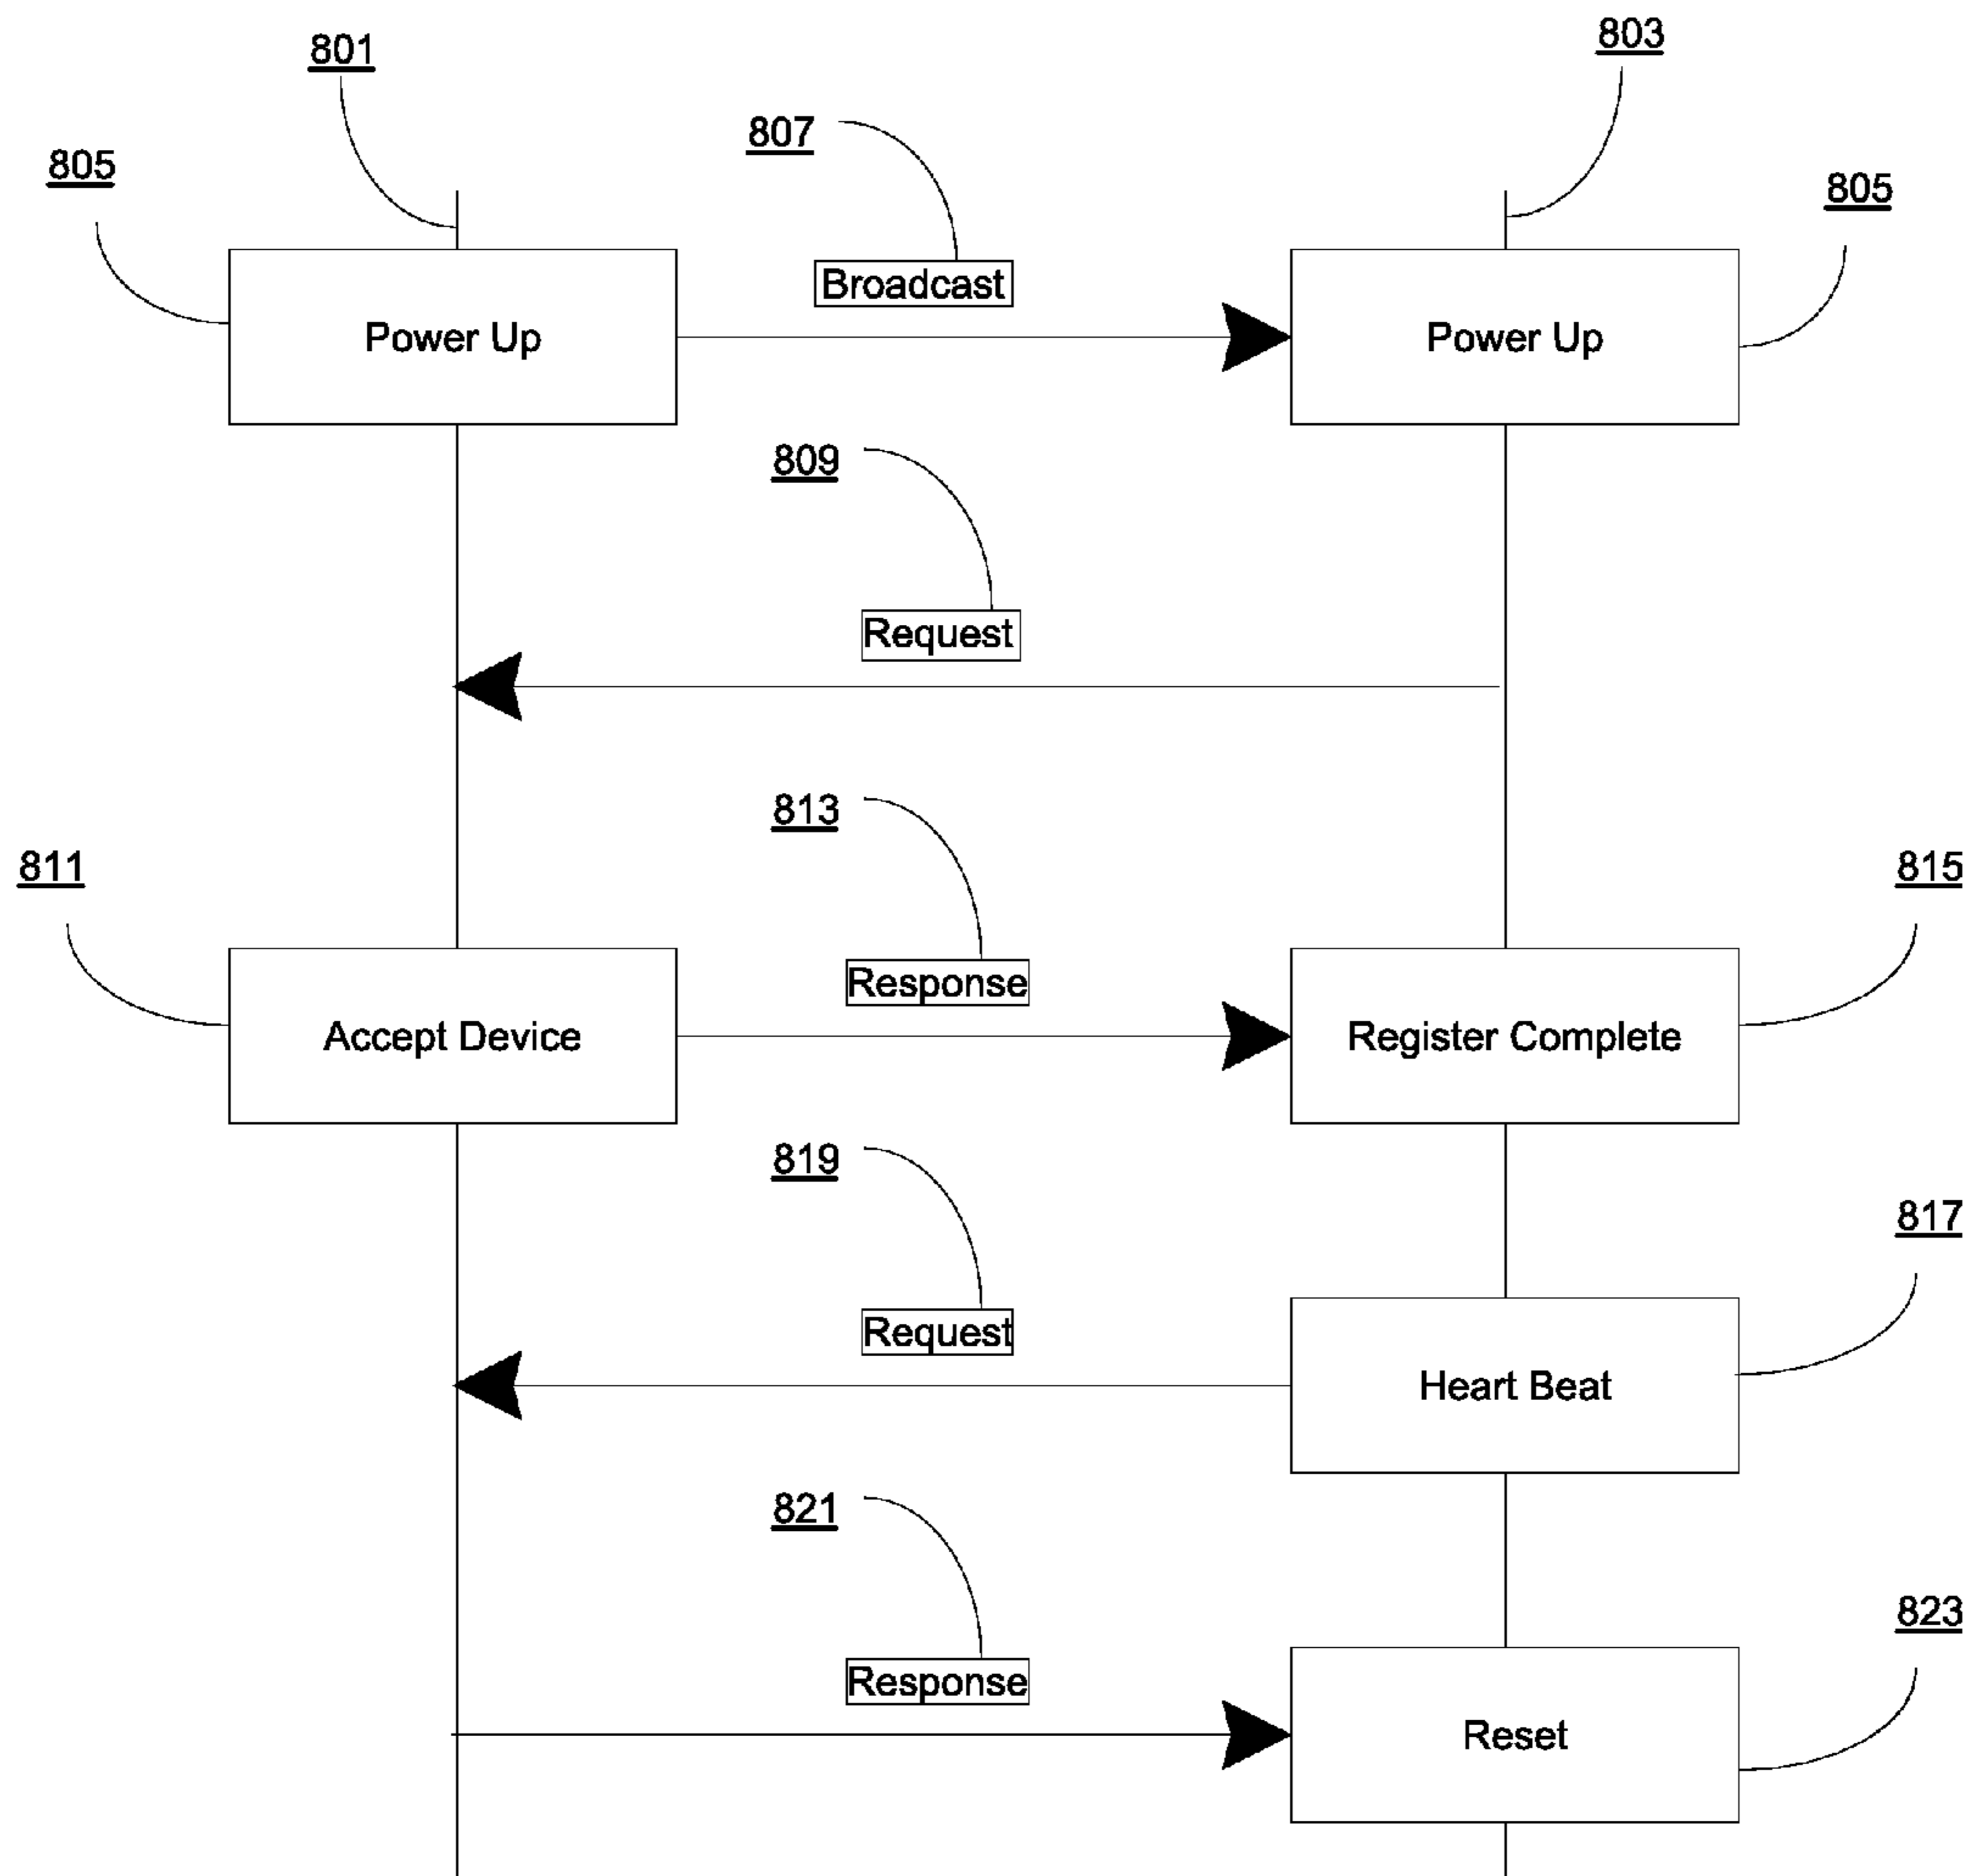 801
803
807
805
805
Broadcast
Power Up
Power Up
809
Request
813
811
815
Response
Accept Device
Register Complete
819
817
Request
Heart Beat
821
823
Response
Reset